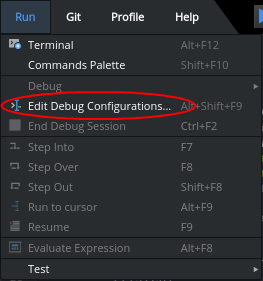 Run Git Profile Help
Terminal Alt+F12
Commands Palette Shift+F10
Debug
Edit Debug Configurations... Alt+Shift+F9
End Debug Session Ctrl+F2
Step Into F7
Step Over F8
Step Out Shift+F8
Run to cursor Alt+F9
Resume F9
Evaluate Expression Alt+F8
Test